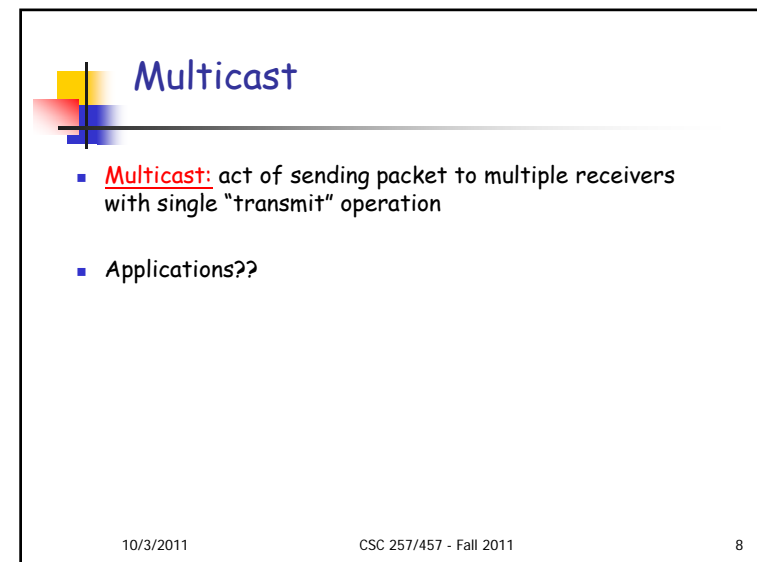 Multicast
Multicast: act of sending packet to multiple receivers
with single “transmit” operation
Applications??
10/3/2011 CSC 257/457 - Fall 2011 8